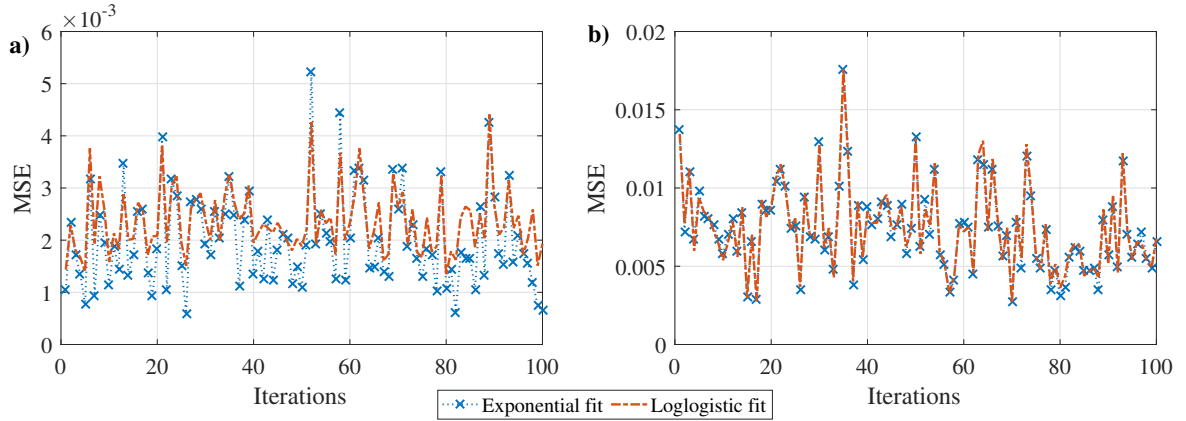 a)
×10⁻³
6
5
4
3
2
1
0
MSE
0 20 40 60 80 100
Iterations
b)
0.02
0.015
0.01
0.005
0
MSE
0 20 40 60 80 100
Iterations
Exponential fit Loglogistic fit